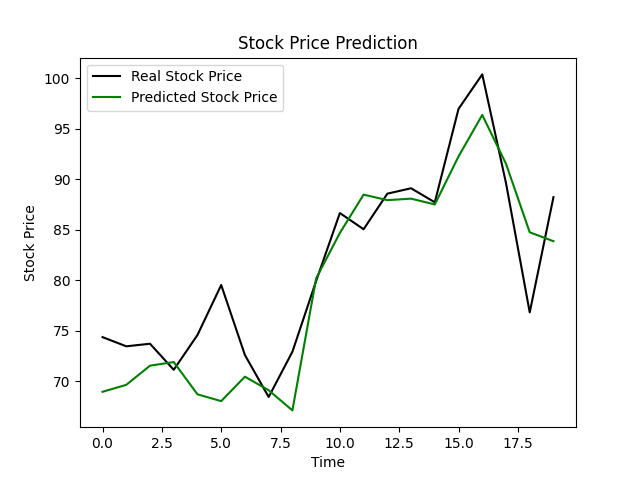 Stock Price Prediction
Real Stock Price
Predicted Stock Price
100
95
90
85
80
75
70
Stock Price
0.0 2.5 5.0 7.5 10.0 12.5 15.0 17.5
Time